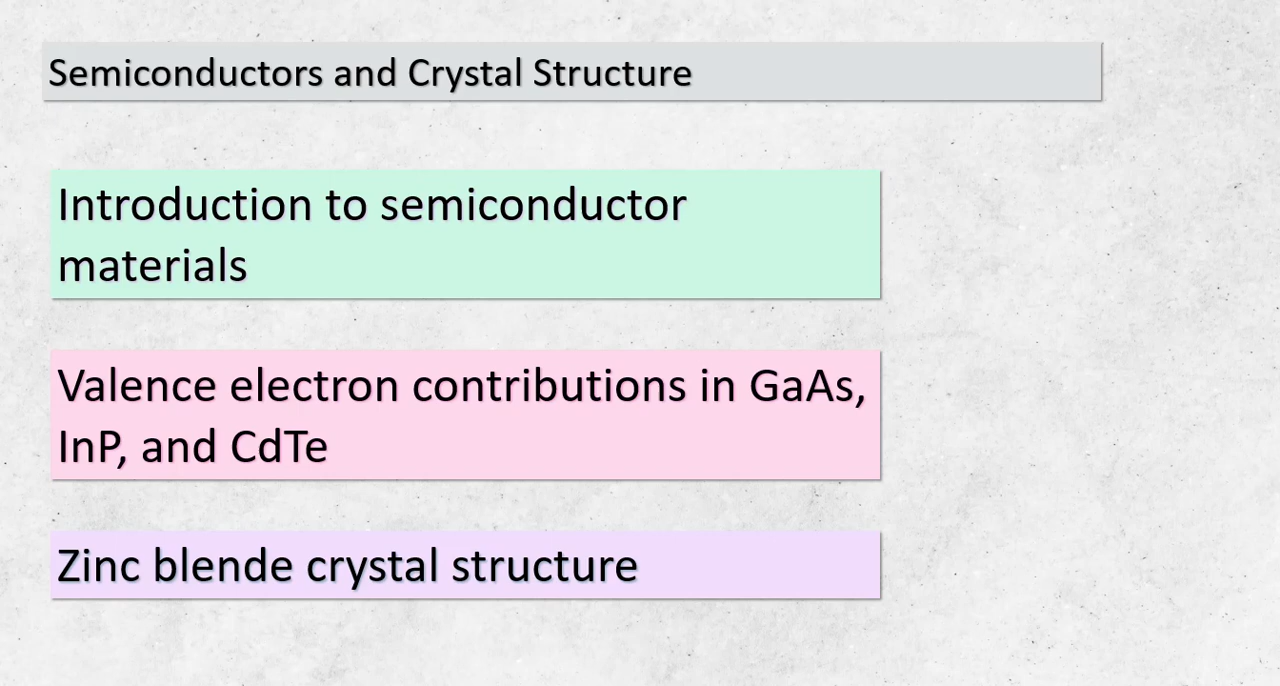 Semiconductors and Crystal Structure
Introduction to semiconductor
materials
Valence electron contributions in GaAs,
InP, and CdTe
Zinc blende crystal structure